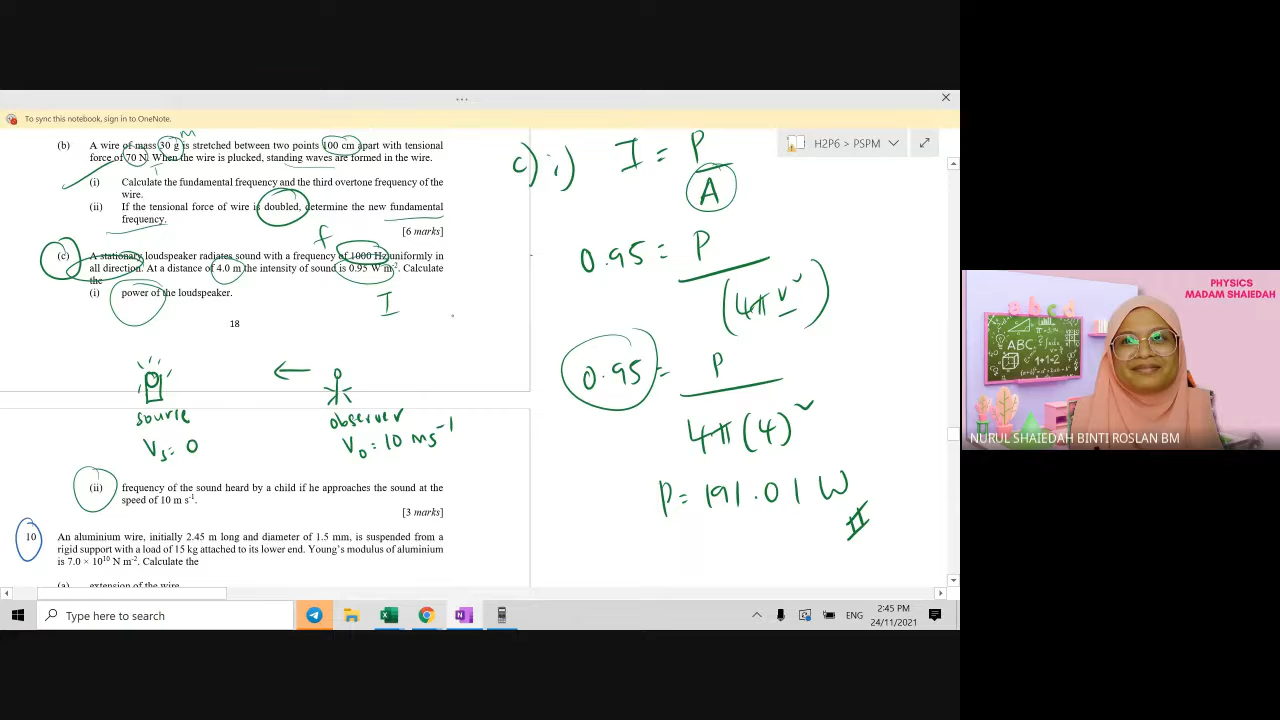 To sync this notebook, sign in to OneNote.
(b) A wire of mass 30 g is stretched between two points 100 cm apart with tensional
force of 70 N. When the wire is plucked, standing waves are formed in the wire.
m
T
(i) Calculate the fundamental frequency and the third overtone frequency of the
wire.
(ii) If the tensional force of wire is doubled, determine the new fundamental
frequency.
[6 marks]
f
(c) A stationary loudspeaker radiates sound with a frequency of 1000 Hz uniformly in
all direction. At a distance of 4.0 m the intensity of sound is 0.95 W m-2. Calculate
the
(i) power of the loudspeaker.
I
18
source
observer
Vs = 0
Vo = 10 ms-1
(ii) frequency of the sound heard by a child if he approaches the sound at the
speed of 10 m s-1.
[3 marks]
10 An aluminium wire, initially 2.45 m long and diameter of 1.5 mm, is suspended from a
rigid support with a load of 15 kg attached to its lower end. Young's modulus of aluminium
is 7.0 × 10^10 N m-2. Calculate the
(a) extension of the wire
H2P6 > PSPM
c) i) I = P
A
0.95 = P
(4π r²)
0.95 = P
4π (4)²
P = 191.01 W
PHYSICS
MADAM SHAIEDAH
ABC
1+1=2
NURUL SHAIEDAH BINTI ROSLAN BM
Type here to search
ENG
2:45 PM
24/11/2021